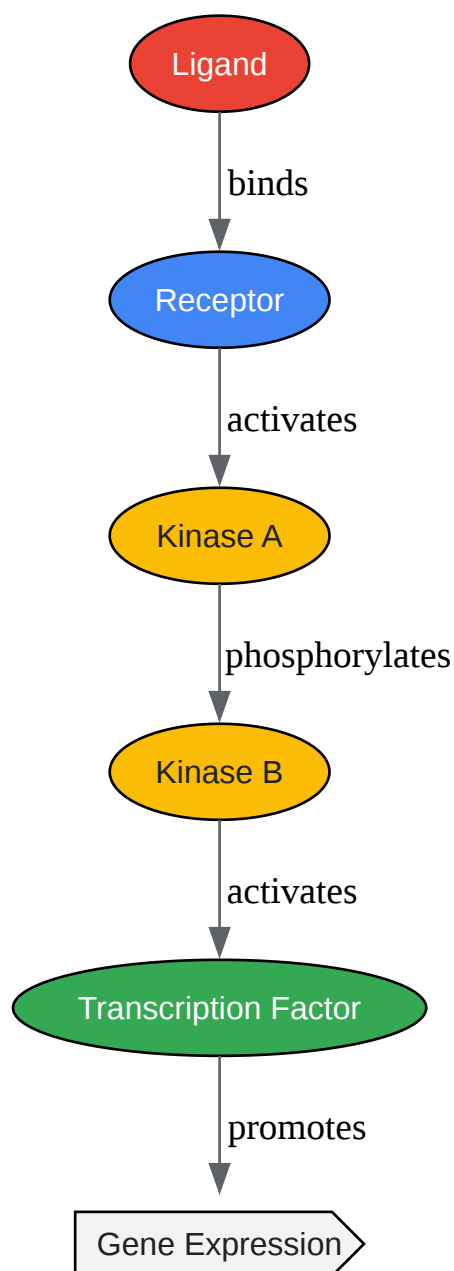 Ligand
binds
Receptor
activates
Kinase A
phosphorylates
Kinase B
activates
Transcription Factor
promotes
Gene Expression